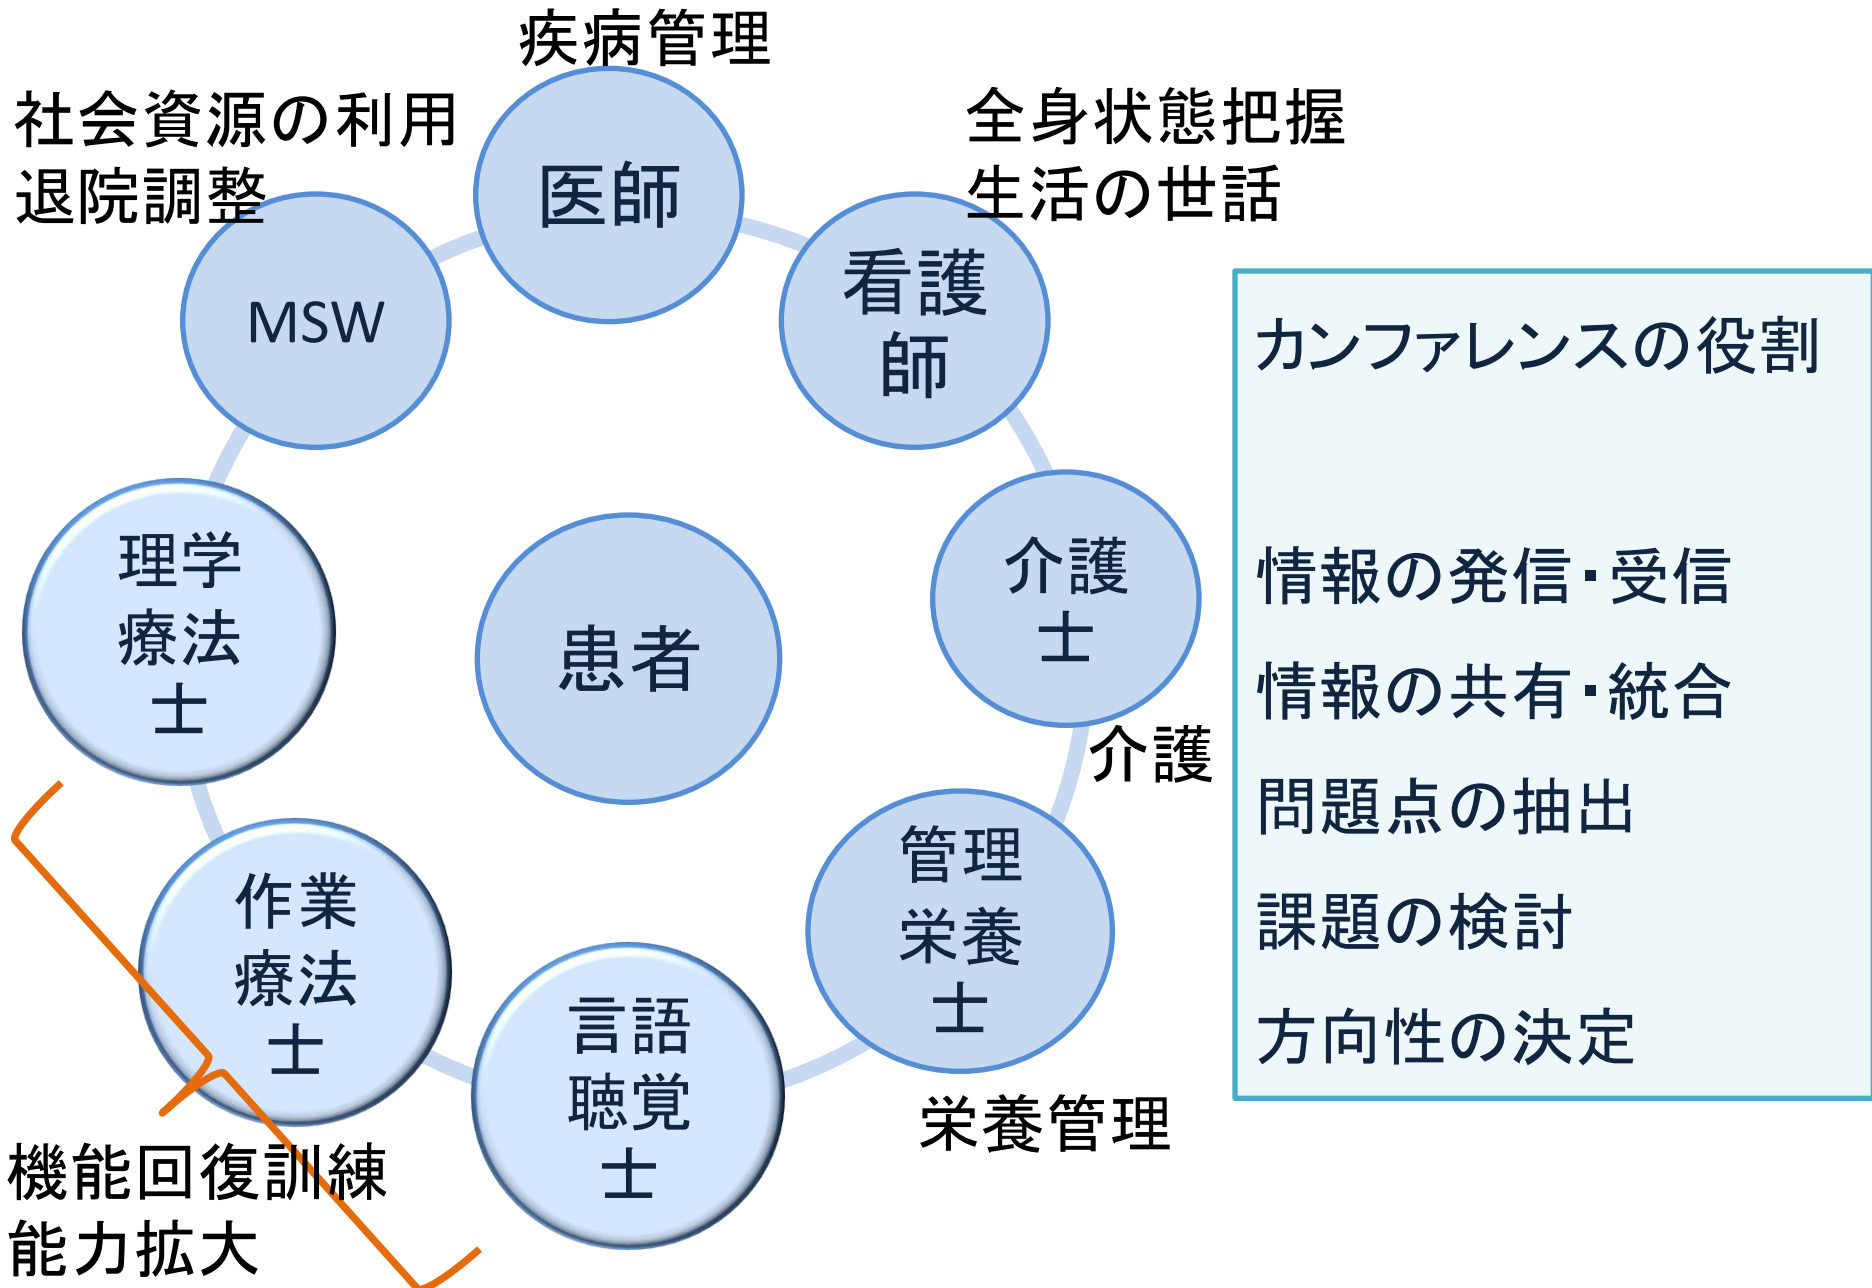 疾病管理
社会資源の利用
退院調整
全身状態把握
生活の世話
医師
MSW
看護
師
介護
士
介護
理学
療法
士
患者
作業
療法
士
言語
聴覚
士
管理
栄養
士
栄養管理
機能回復訓練
能力拡大
カンファレンスの役割
情報の発信・受信
情報の共有・統合
問題点の抽出
課題の検討
方向性の決定